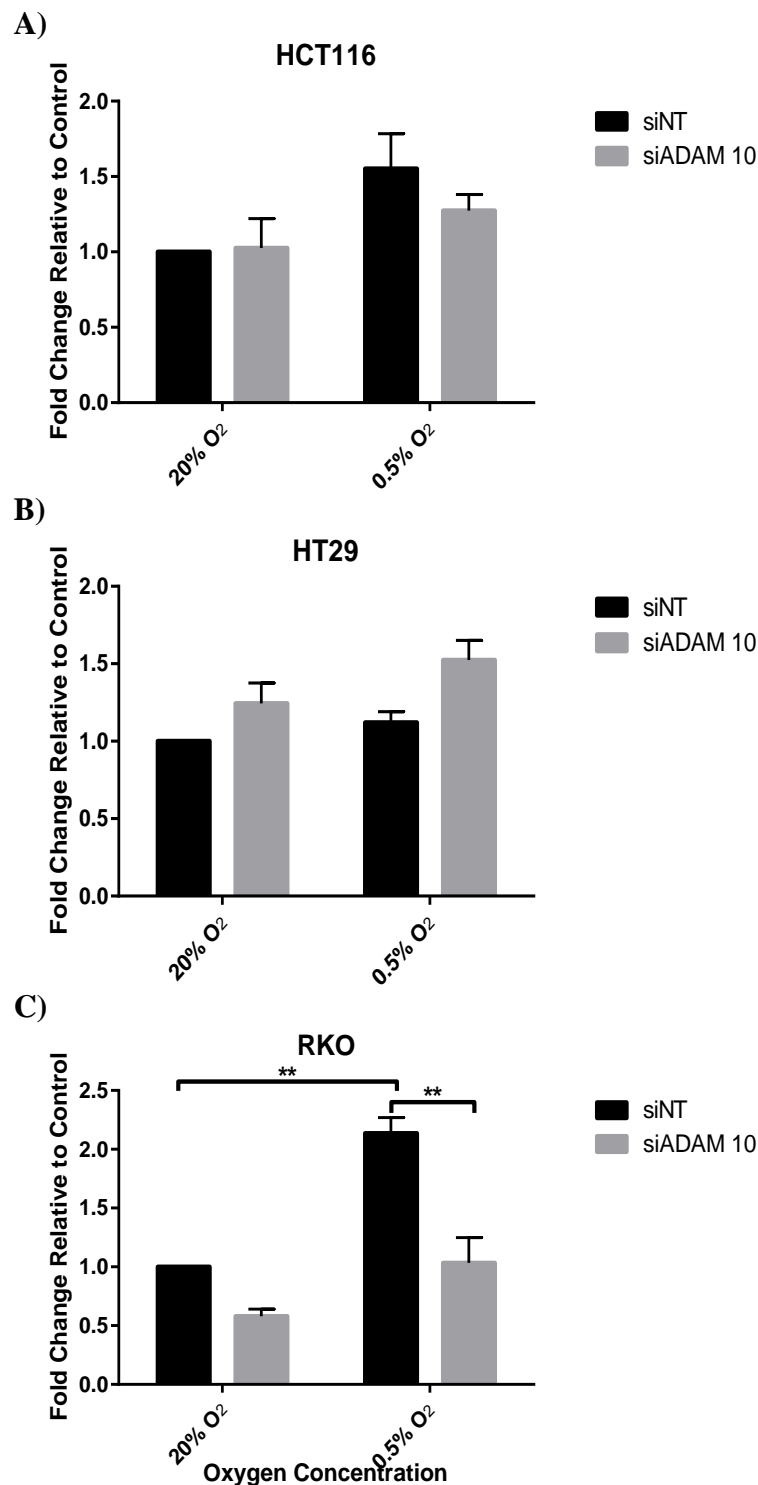 A)
HCT116
Fold Change Relative to Control
2.0
1.5
1.0
0.5
0.0
20% O2
0.5% O2
siNT
siADAM 10
B)
HT29
Fold Change Relative to Control
2.0
1.5
1.0
0.5
0.0
20% O2
0.5% O2
siNT
siADAM 10
C)
RKO
Fold Change Relative to Control
2.5
2.0
1.5
1.0
0.5
0.0
**
**
20% O2
0.5% O2
Oxygen Concentration
siNT
siADAM 10